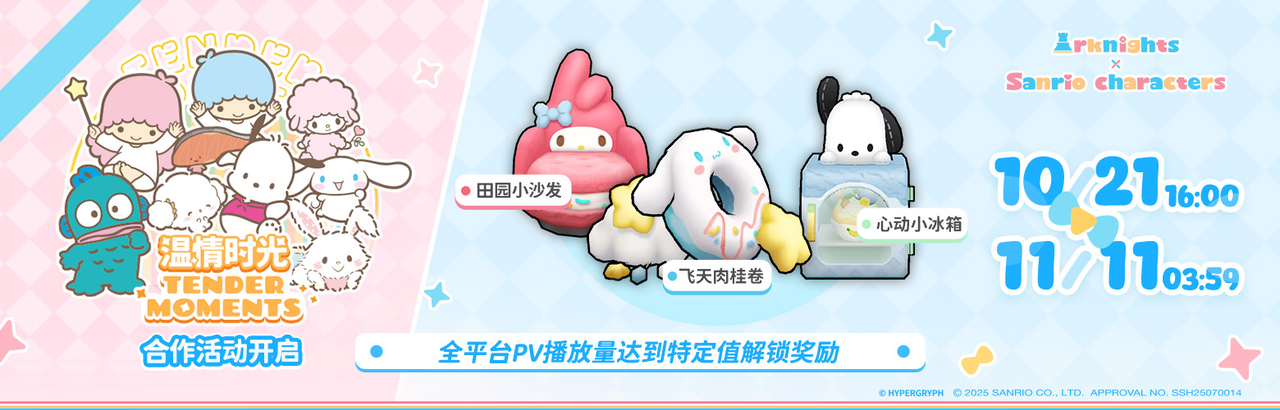 温情时光
TENDER
MOMENTS
合作活动开启
田园小沙发
飞天肉桂卷
心动小冰箱
全平台PV播放量达到特定值解锁奖励
Arknights
×
Sanrio characters
10/21 16:00
11/11 03:59
© HYPERGRYPH © 2025 SANRIO CO., LTD. APPROVAL NO. SSH25070014